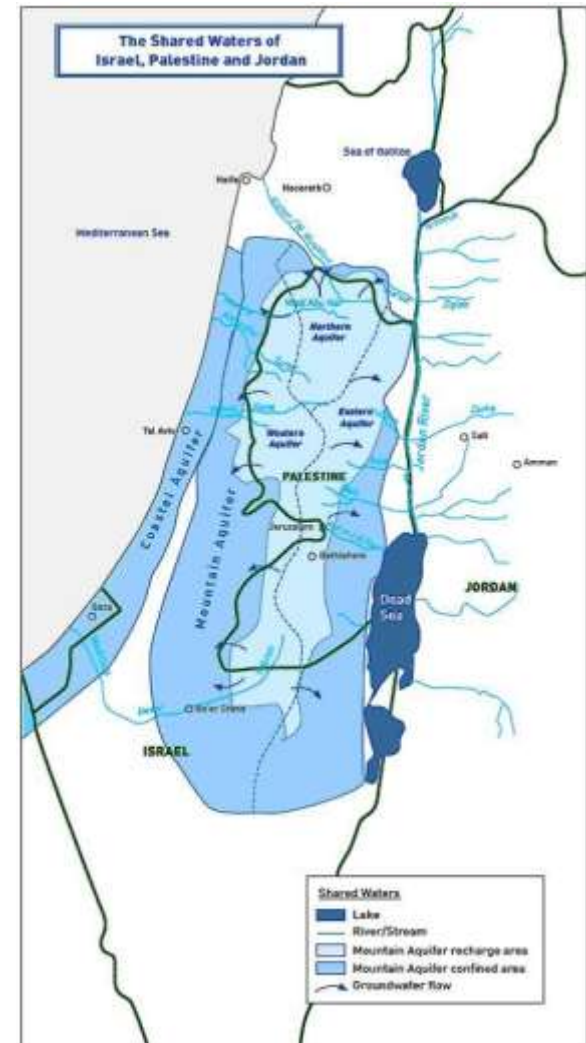 The Shared Waters of
Israel, Palestine and Jordan
Sea of Galilee
Haifa
Nazareth
Mediterranean Sea
Yarmouk
Northern
Aquifer
Western
Aquifer
Eastern
Aquifer
Jordan River
Tel Aviv
Salt
Amman
Coastal Aquifer
Mountain Aquifer
PALESTINE
Jerusalem
Bethlehem
JORDAN
Dead
Sea
Gaza
Be'er Sheva
ISRAEL
Shared Waters
Lake
River/Stream
Mountain Aquifer recharge area
Mountain Aquifer confined area
Groundwater flow